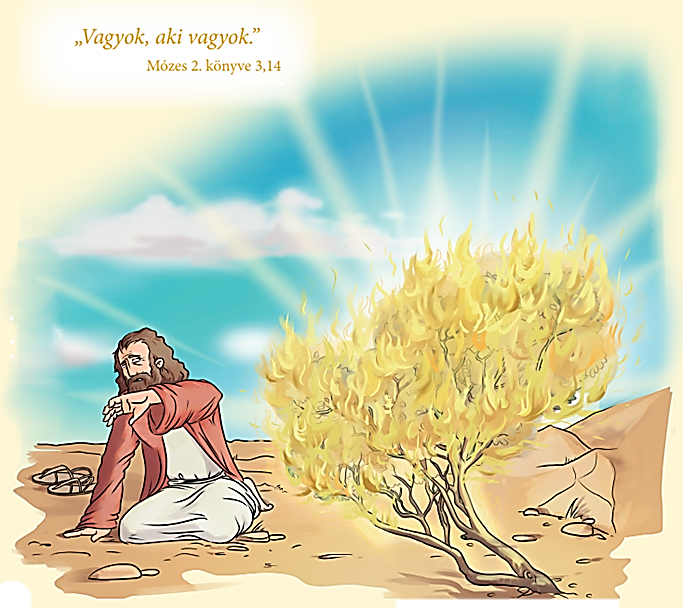 „Vagyok, aki vagyok.”
Mózes 2. könyve 3,14